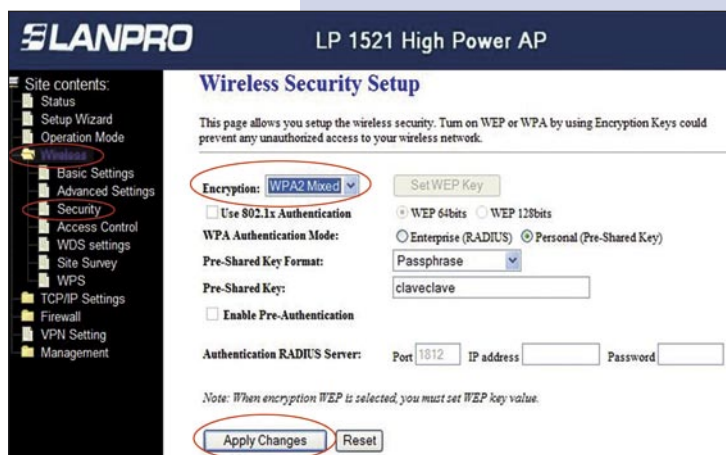 LANPRO
LP 1521 High Power AP
Site contents:
Status
Setup Wizard
Operation Mode
Wireless
Basic Settings
Advanced Settings
Security
Access Control
WDS settings
Site Survey
WPS
TCP/IP Settings
Firewall
VPN Setting
Management
Wireless Security Setup
This page allows you setup the wireless security. Turn on WEP or WPA by using Encryption Keys could
prevent any unauthorized access to your wireless network.
Encryption: WPA2 Mixed Set WEP Key
Use 802.1x Authentication WEP 64bits WEP 128bits
WPA Authentication Mode: Enterprise (RADIUS) Personal (Pre-Shared Key)
Pre-Shared Key Format: Passphrase
Pre-Shared Key: claveclave
Enable Pre-Authentication
Authentication RADIUS Server: Port 1812 IP address Password
Note: When encryption WEP is selected, you must set WEP key value.
Apply Changes Reset